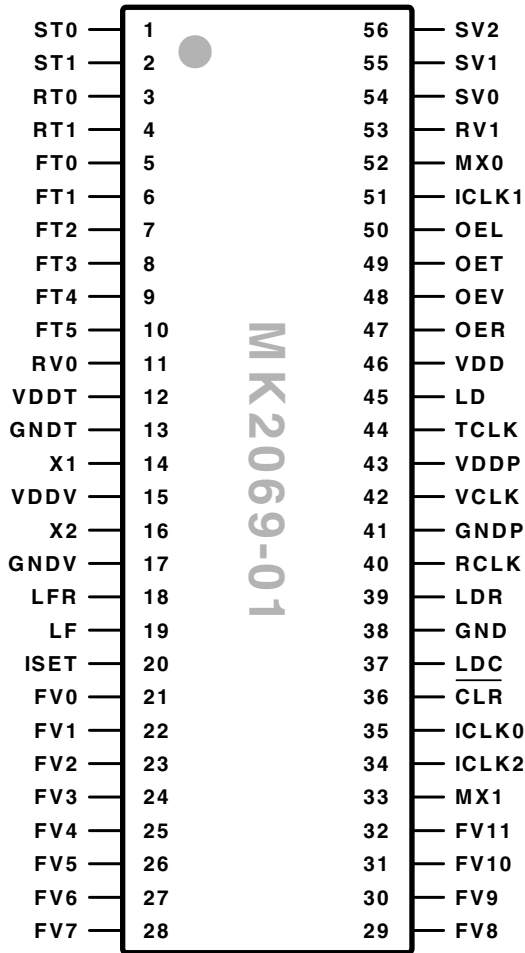 ST0 1 56 SV2
ST1 2 55 SV1
RT0 3 54 SV0
RT1 4 53 RV1
FT0 5 52 MX0
FT1 6 51 ICLK1
FT2 7 50 OEL
FT3 8 49 OET
FT4 9 48 OEV
FT5 10 47 OER
RV0 11 46 VDD
VDDT 12 45 LD
GNDT 13 44 TCLK
X1 14 43 VDDP
VDDV 15 42 VCLK
X2 16 41 GNDP
GNDV 17 40 RCLK
LFR 18 39 LDR
LF 19 38 GND
ISET 20 37 LDC
FV0 21 36 CLR
FV1 22 35 ICLK0
FV2 23 34 ICLK2
FV3 24 33 MX1
FV4 25 32 FV11
FV5 26 31 FV10
FV6 27 30 FV9
FV7 28 29 FV8
MK2069-01